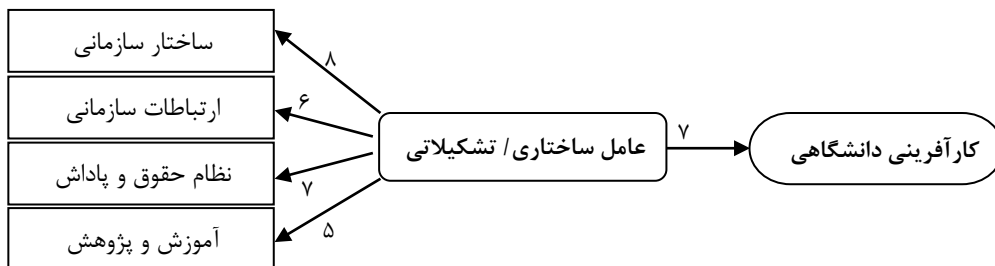 ساختار سازمانی
۸
ارتباطات سازمانی
۶
نظام حقوق و پاداش
۷
آموزش و پژوهش
۵
عامل ساختاری/ تشکیلاتی
۷
کارآفرینی دانشگاهی